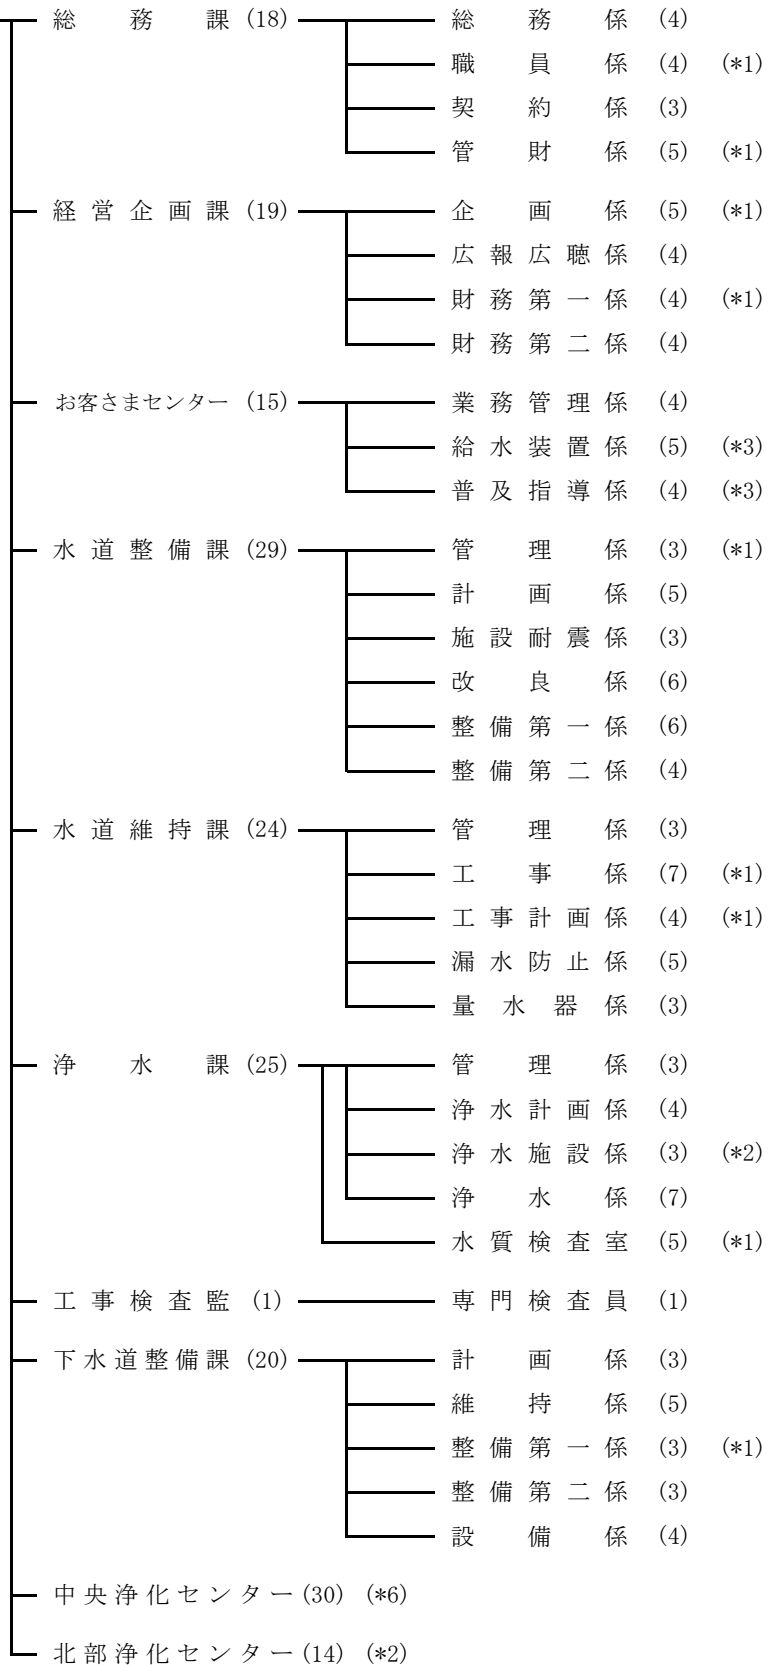 総務課 (18) 総務係 (4)
職員係 (4) (*1)
契約係 (3)
管財係 (5) (*1)
経営企画課 (19) 企画係 (5) (*1)
広報広聴係 (4)
財務第一係 (4) (*1)
財務第二係 (4)
お客さまセンター (15) 業務管理係 (4)
給水装置係 (5) (*3)
普及指導係 (4) (*3)
水道整備課 (29) 管理係 (3) (*1)
計画係 (5)
施設耐震係 (3)
改良係 (6)
整備第一係 (6)
整備第二係 (4)
水道維持課 (24) 管理係 (3)
工事係 (7) (*1)
工事計画係 (4) (*1)
漏水防止係 (5)
量水器係 (3)
浄水課 (25) 管理係 (3)
浄水計画係 (4)
浄水施設係 (3) (*2)
浄水係 (7)
水質検査室 (5) (*1)
工事検査監 (1) 専門検査員 (1)
下水道整備課 (20) 計画係 (3)
維持係 (5)
整備第一係 (3) (*1)
整備第二係 (3)
設備係 (4)
中央浄化センター (30) (*6)
北部浄化センター (14) (*2)